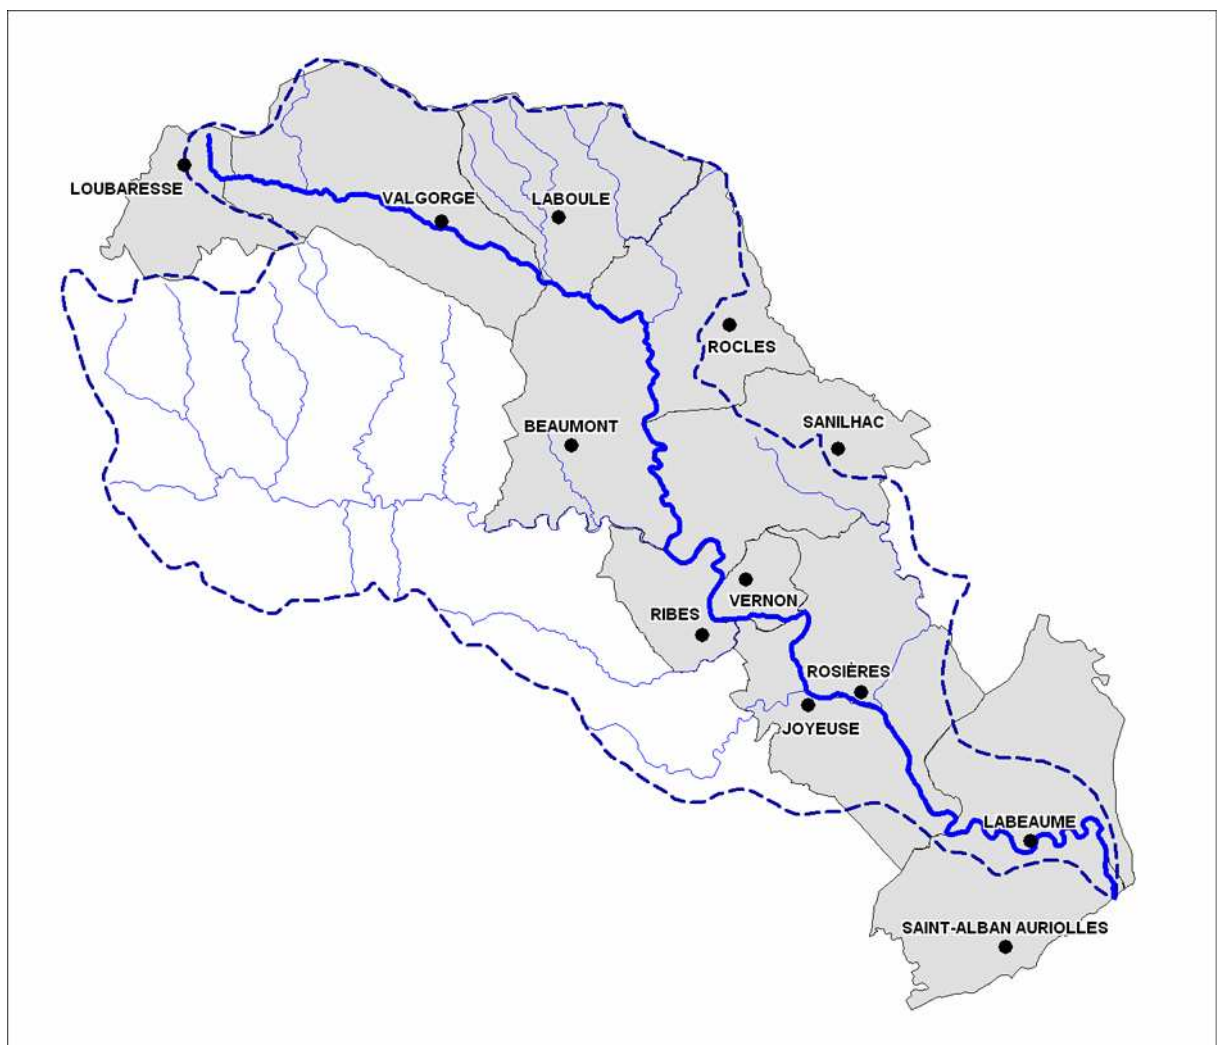 LOUBARESSE
VALGORGE
LABOULE
ROCLES
SANILHAC
BEAUMONT
VERNON
RIBES
ROSIÈRES
JOYEUSE
LABEAUME
SAINT-ALBAN AURIOLLES